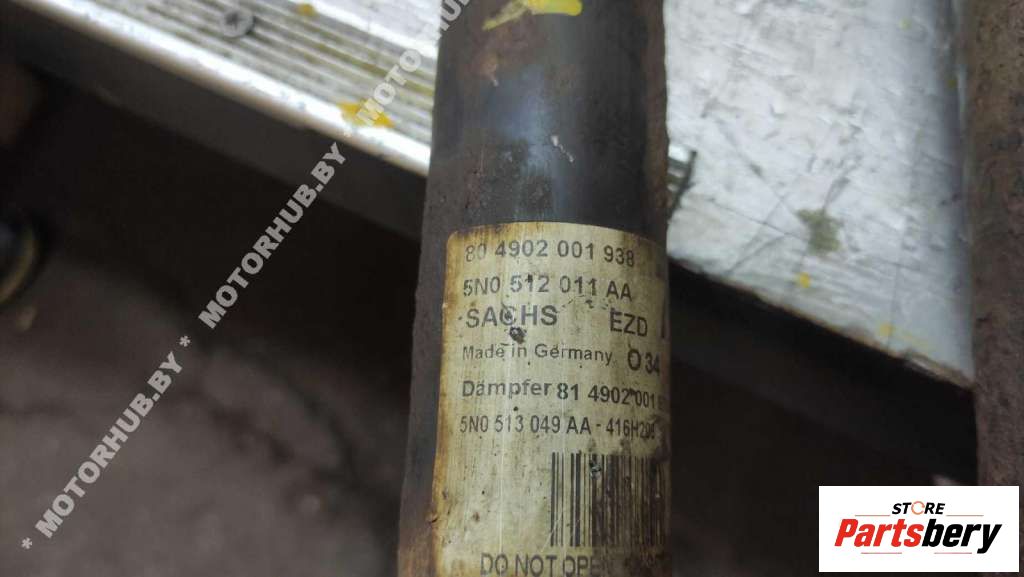 * MOTORHUB.BY * MOTORHUB.BY * MOTORHUB.BY *
80 4902 001 938
5N0 512 011 AA
SACHS EZD
Made in Germany O 34
Dämpfer 81 4902 001
5N0 513 049 AA - 416H209
DO NOT OPEN
STORE
Partsbery